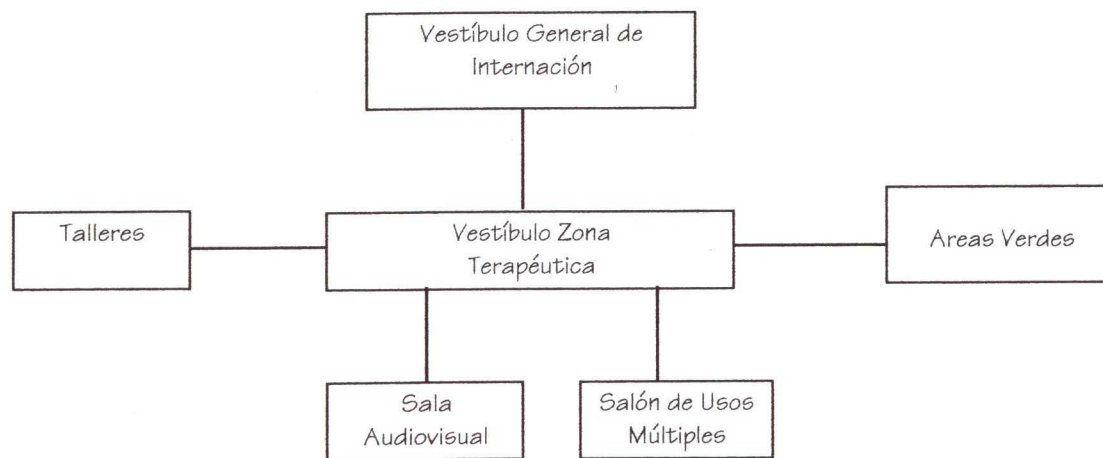 Vestíbulo General de
Internación
Talleres
Vestíbulo Zona
Terapéutica
Areas Verdes
Sala
Audiovisual
Salón de Usos
Múltiples